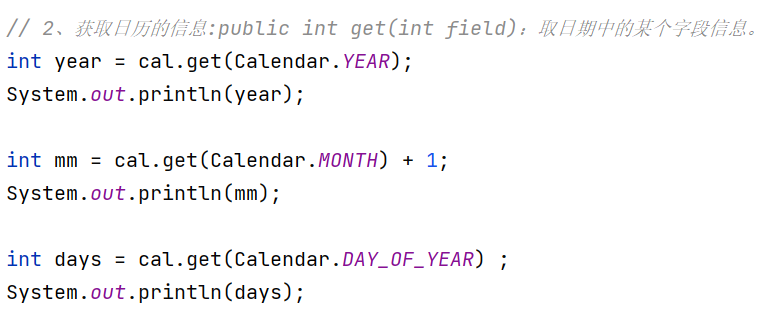 // 2、获取日历的信息:public int get(int field)；取日期中的某个字段信息。
int year = cal.get(Calendar.YEAR);
System.out.println(year);
int mm = cal.get(Calendar.MONTH) + 1;
System.out.println(mm);
int days = cal.get(Calendar.DAY_OF_YEAR) ;
System.out.println(days);